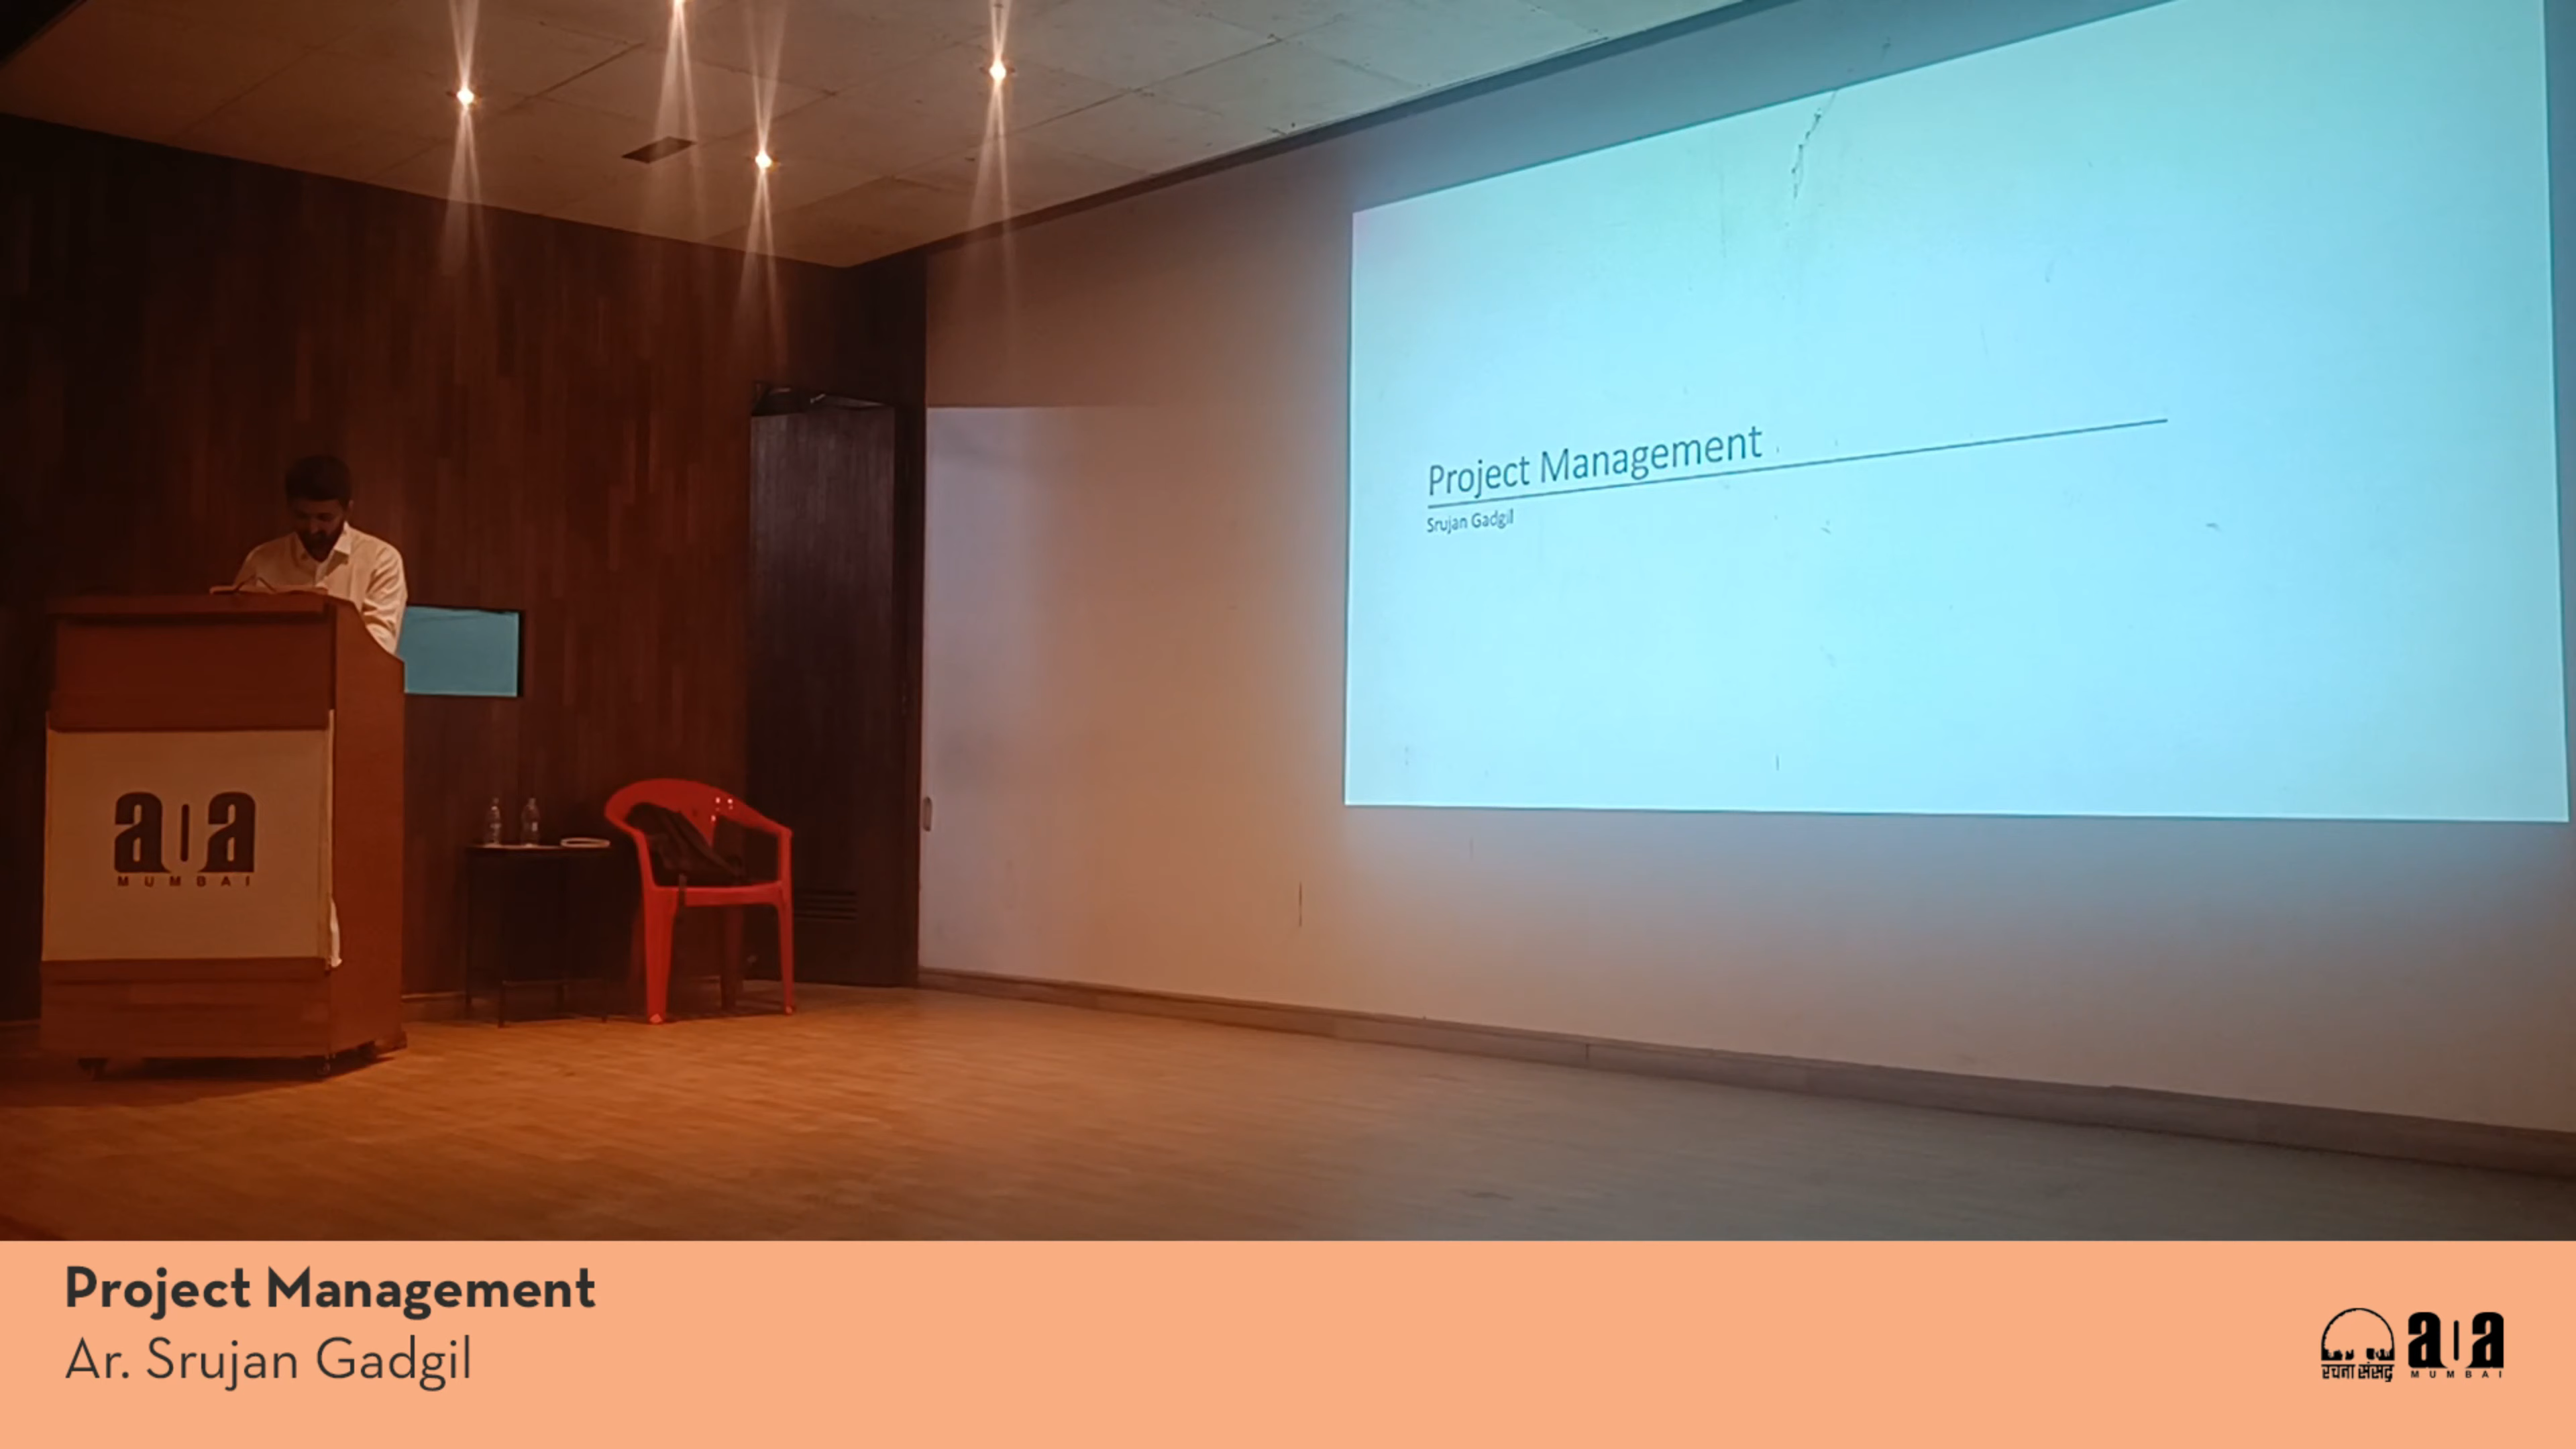 Project Management
Srujan Gadgil
a|a
MUMBAI
Project Management
Ar. Srujan Gadgil
रचना संसद
a|a
MUMBAI